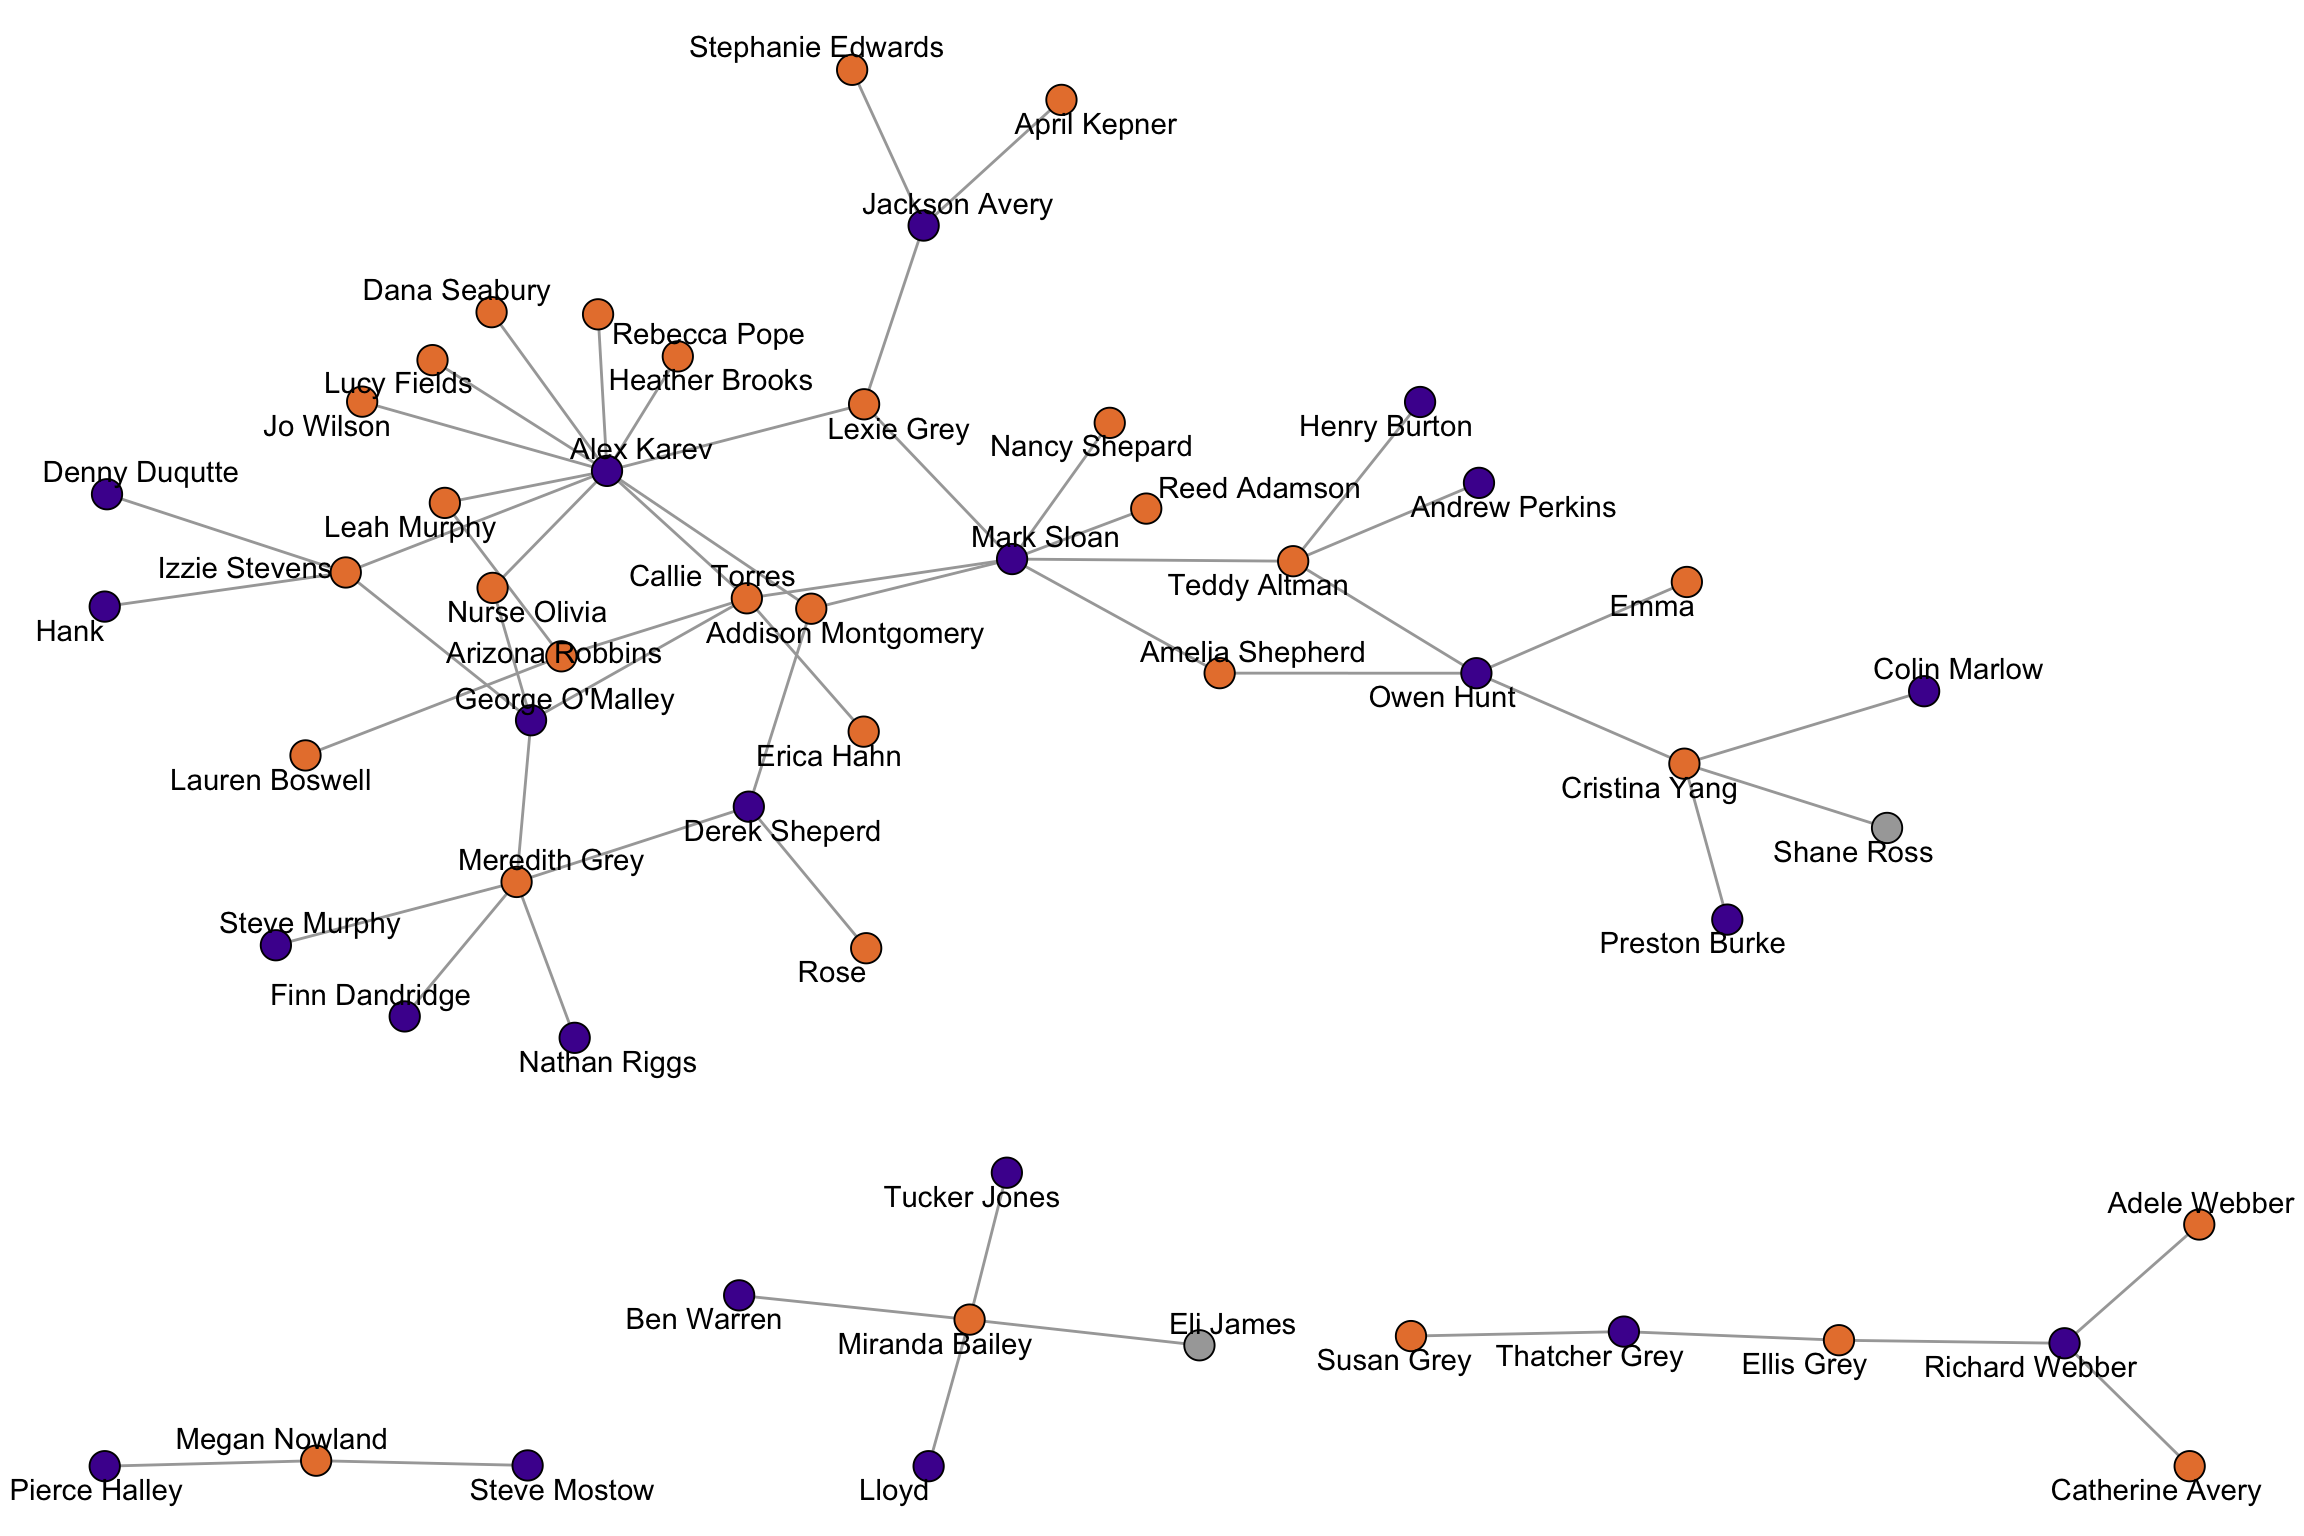 Stephanie Edwards
April Kepner
Jackson Avery
Dana Seabury
Rebecca Pope
Lucy Fields
Heather Brooks
Jo Wilson
Lexie Grey
Alex Karev
Nancy Shepard
Henry Burton
Denny Duqutte
Reed Adamson
Andrew Perkins
Leah Murphy
Mark Sloan
Izzie Stevens
Callie Torres
Teddy Altman
Nurse Olivia
Emma
Hank
Addison Montgomery
Arizona Robbins
Amelia Shepherd
Colin Marlow
George O'Malley
Owen Hunt
Erica Hahn
Lauren Boswell
Cristina Yang
Derek Sheperd
Shane Ross
Meredith Grey
Steve Murphy
Preston Burke
Rose
Finn Dandridge
Nathan Riggs
Tucker Jones
Adele Webber
Ben Warren
Eli James
Miranda Bailey
Susan Grey
Thatcher Grey
Ellis Grey
Richard Webber
Megan Nowland
Pierce Halley
Steve Mostow
Lloyd
Catherine Avery